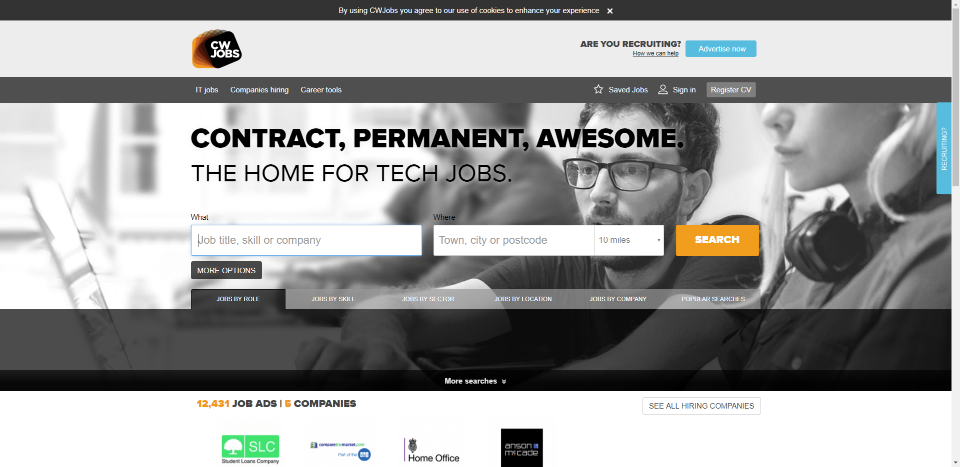 By using CWJobs you agree to our use of cookies to enhance your experience ×
CW
JOBS
ARE YOU RECRUITING?
How we can help
Advertise now
IT jobs Companies hiring Career tools
Saved Jobs Sign in Register CV
RECRUITING?
CONTRACT, PERMANENT, AWESOME.
THE HOME FOR TECH JOBS.
What Where
Job title, skill or company Town, city or postcode 10 miles SEARCH
MORE OPTIONS
JOBS BY ROLE JOBS BY SKILL JOBS BY SECTOR JOBS BY LOCATION JOBS BY COMPANY POPULAR SEARCHES
More searches
12,431 JOB ADS | 5 COMPANIES SEE ALL HIRING COMPANIES
SLC
Student Loans Company
comparethemarket.com
Part of the
Home Office
anson
mccade